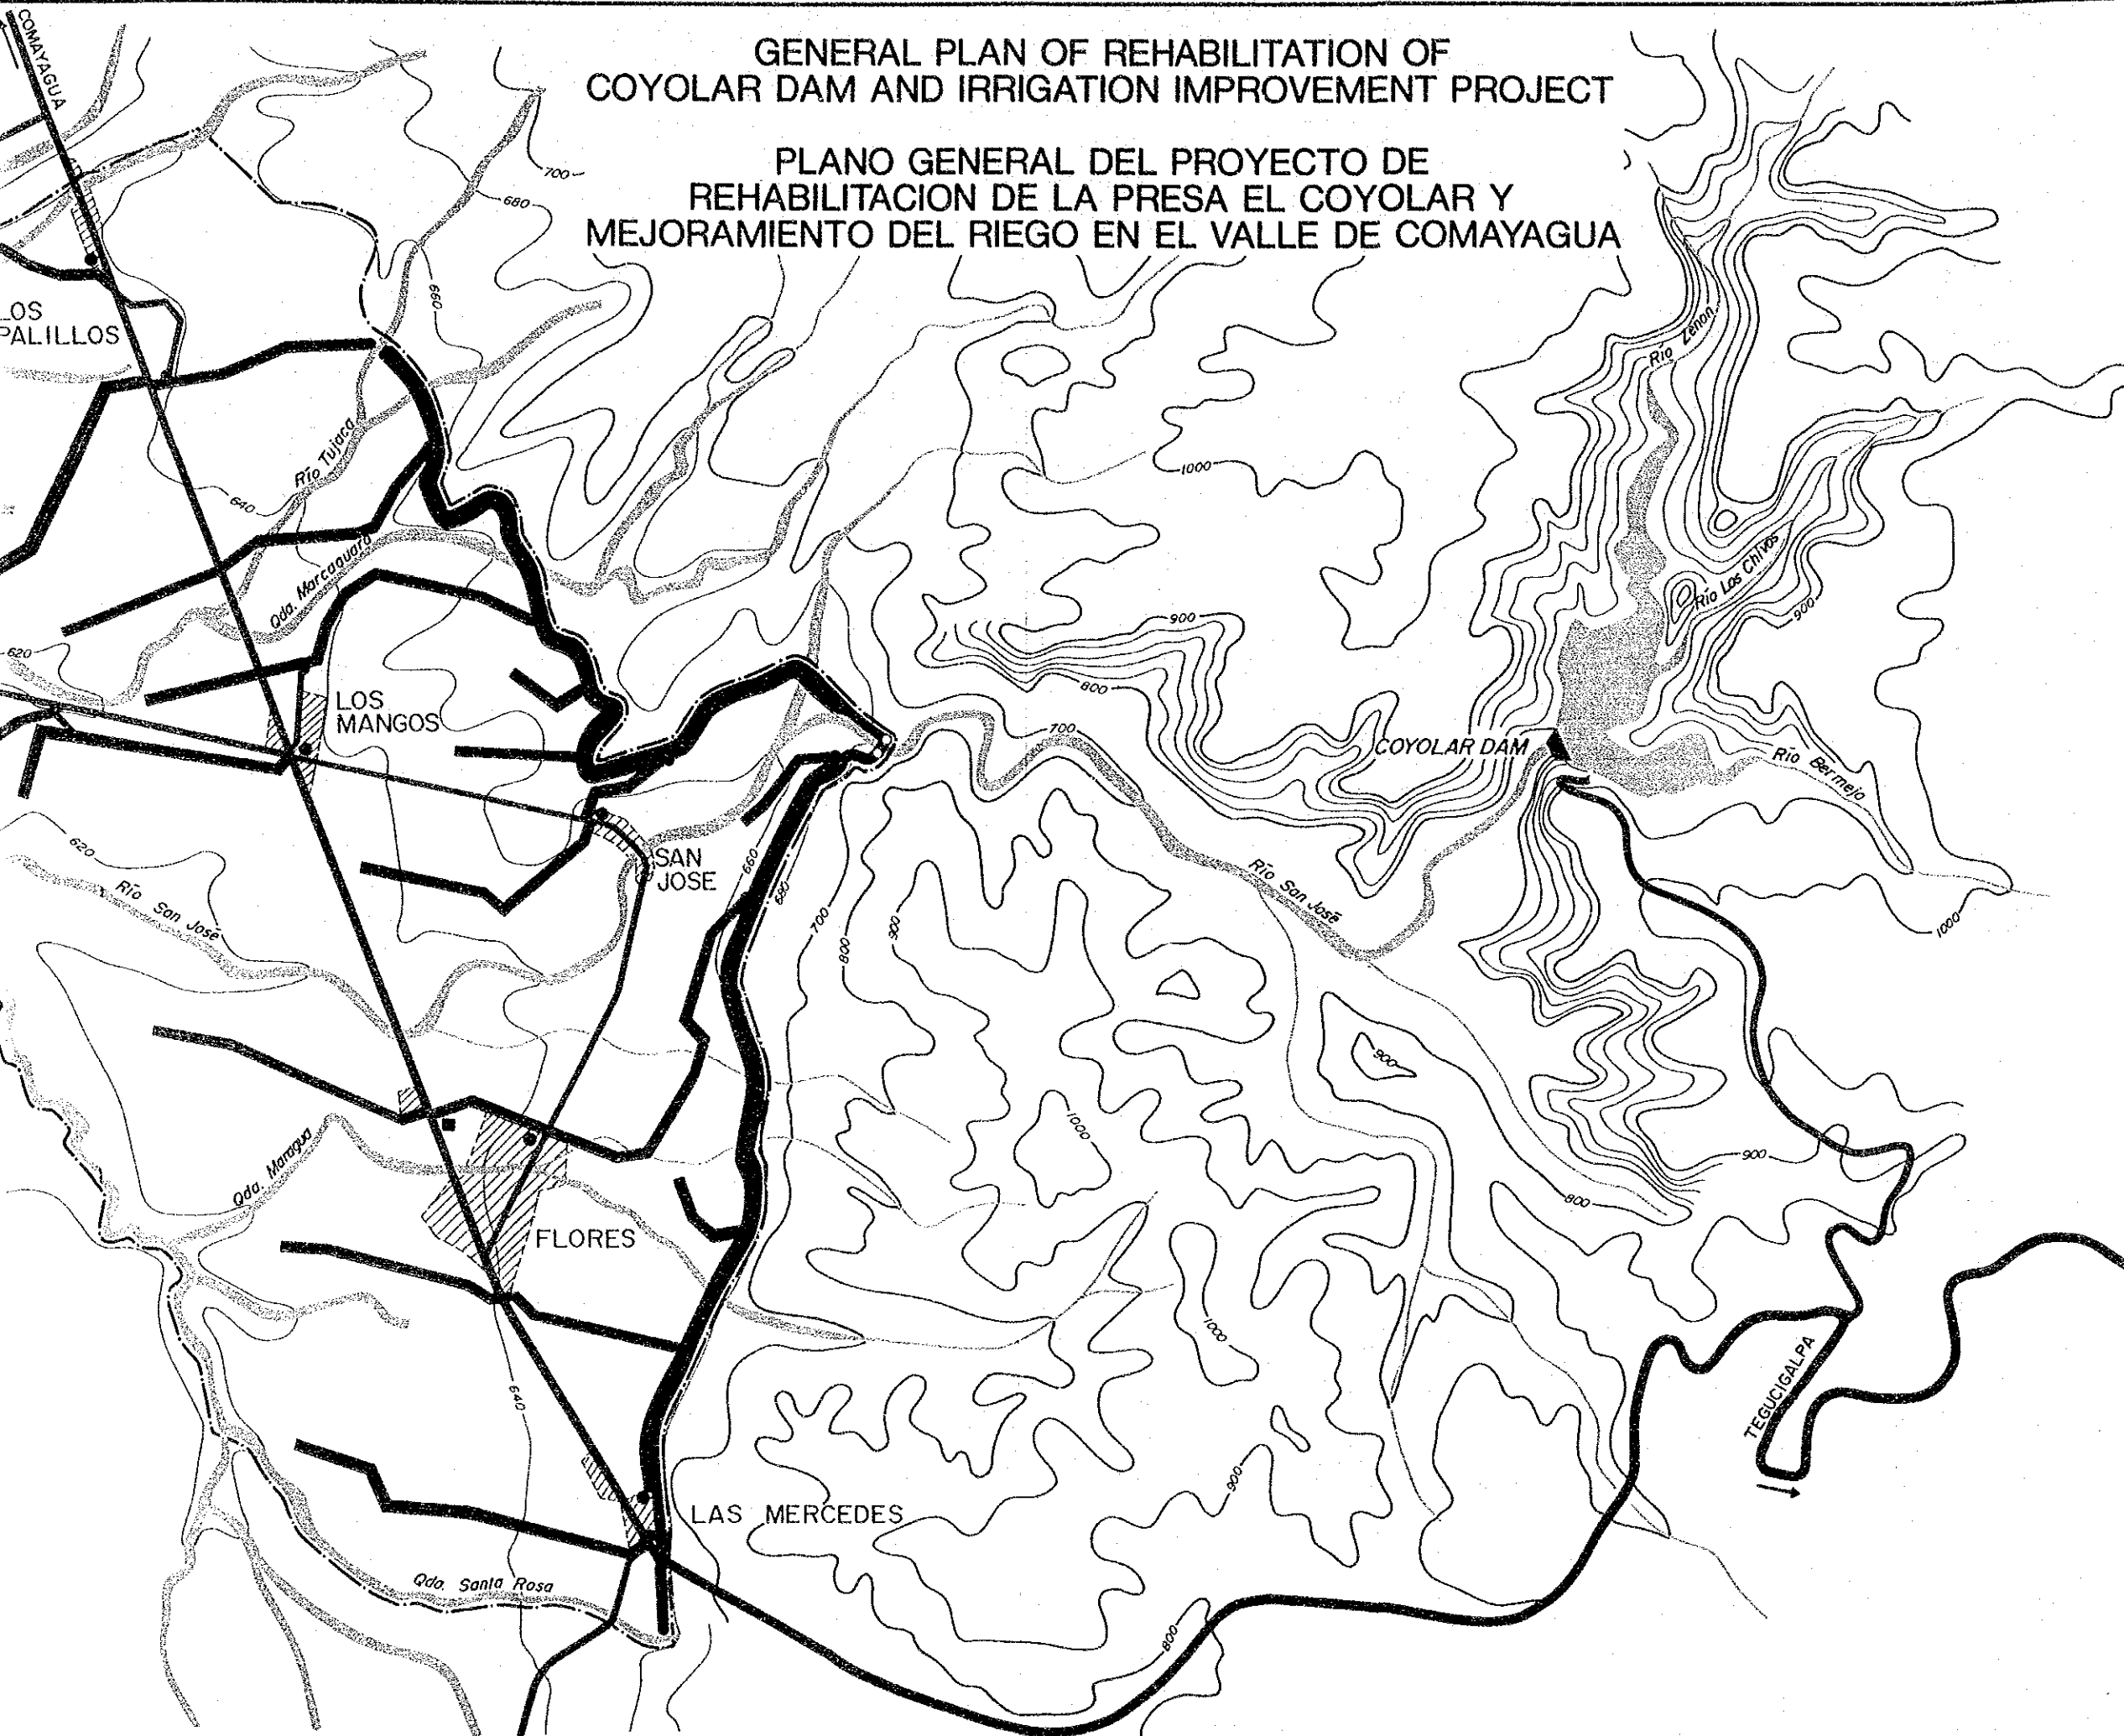 GENERAL PLAN OF REHABILITATION OF
COYOLAR DAM AND IRRIGATION IMPROVEMENT PROJECT
PLANO GENERAL DEL PROYECTO DE
REHABILITACION DE LA PRESA EL COYOLAR Y
MEJORAMIENTO DEL RIEGO EN EL VALLE DE COMAYAGUA
COMAYAGUA
700
680
660
LOS
PALILLOS
Río Zenon
Río Tujaca
640
1000
Qda. Marcaquara
Río Los Chivos
900
900
620
800
LOS
MANGOS
700
COYOLAR DAM
Río Bermejo
620
SAN
JOSE
660
680
Río San José
Río San José
700
800
900
1000
900
1000
Qda. Maragua
900
800
FLORES
1000
640
TEGUCIGALPA
900
LAS MERCEDES
Qda. Santa Rosa
800